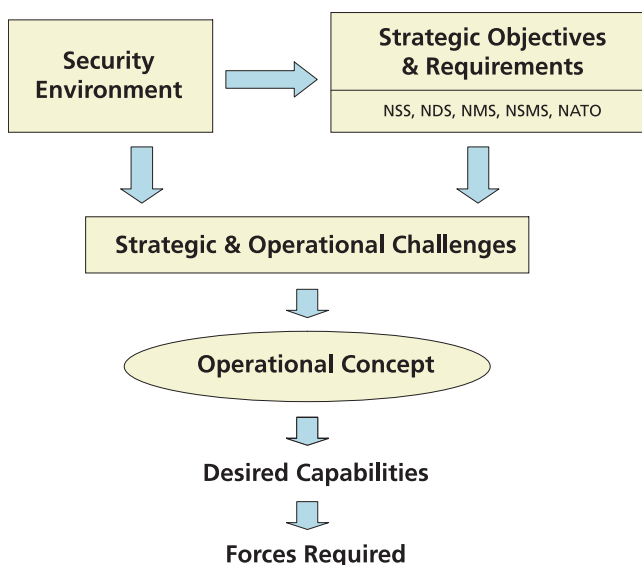 Security
Environment
Strategic Objectives
& Requirements
NSS, NDS, NMS, NSMS, NATO
Strategic & Operational Challenges
Operational Concept
Desired Capabilities
Forces Required